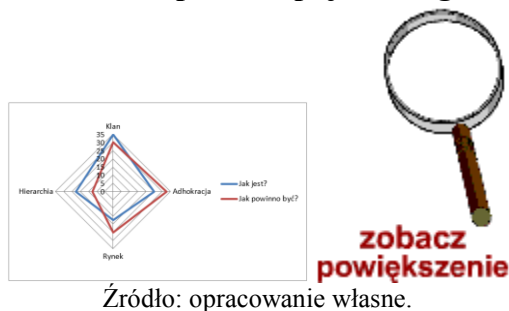 Klan
35
30
25
20
15
10
5
0
Hierarchia
Adhokracja
Jak jest?
Jak powinno być?
Rynek
zobacz
powiększenie
Źródło: opracowanie własne.